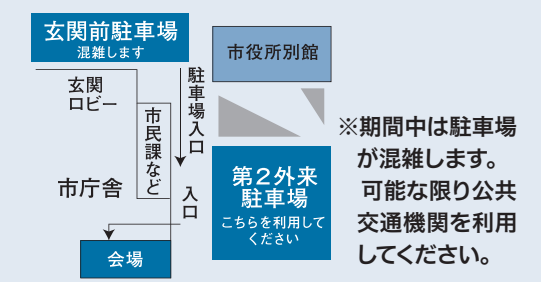 玄関前駐車場
混雑します
市役所別館
玄関
ロビー
駐車場入口
市民課など
市庁舎
入口
第2外来
駐車場
こちらを利用して
ください
会場
※期間中は駐車場
が混雑します。
可能な限り公共
交通機関を利用
してください。